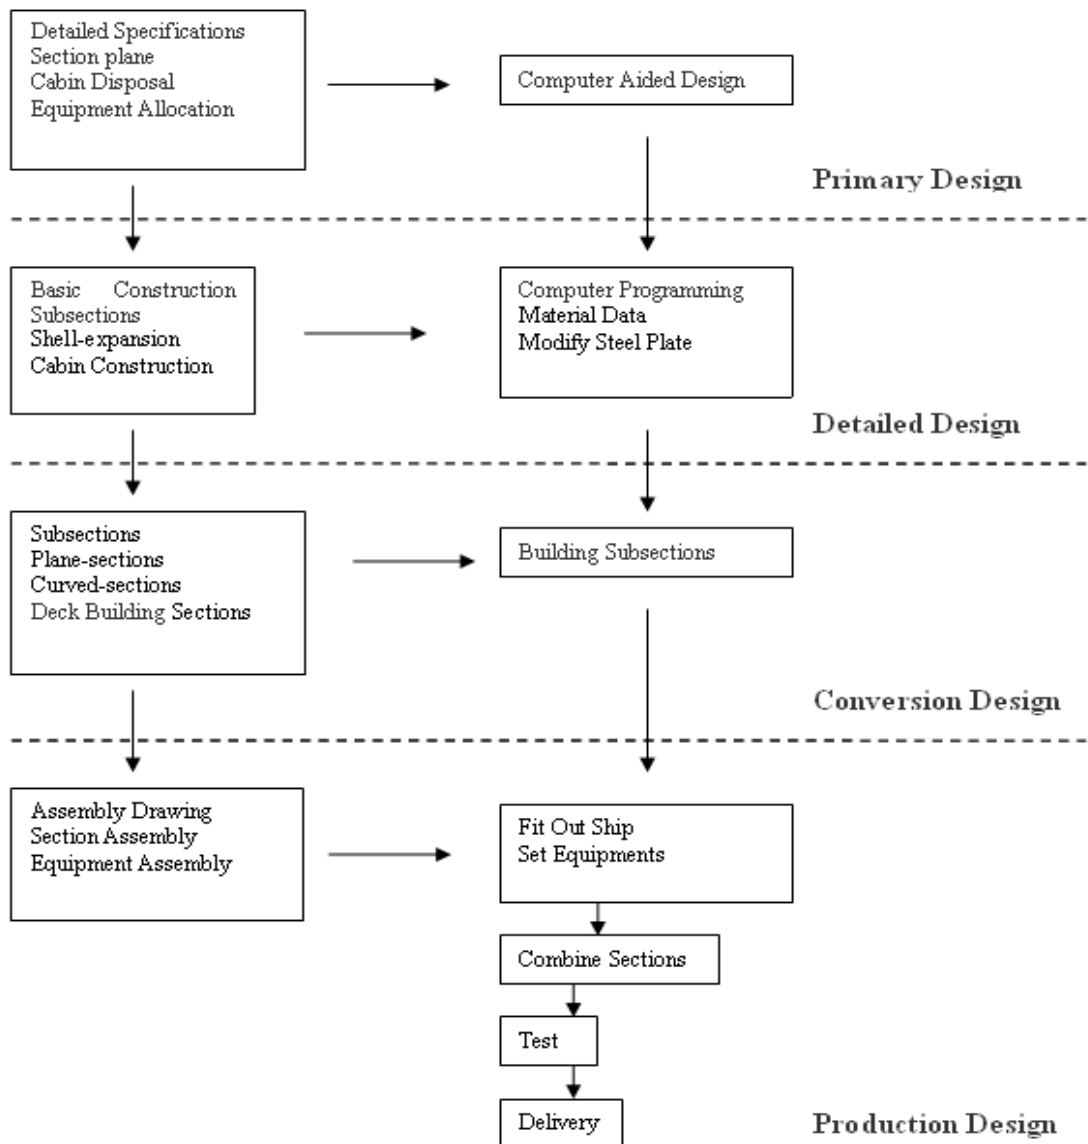 Detailed Specifications
Section plane
Cabin Disposal
Equipment Allocation
Computer Aided Design
Primary Design
Basic Construction
Subsections
Shell-expansion
Cabin Construction
Computer Programming
Material Data
Modify Steel Plate
Detailed Design
Subsections
Plane-sections
Curved-sections
Deck Building Sections
Building Subsections
Conversion Design
Assembly Drawing
Section Assembly
Equipment Assembly
Fit Out Ship
Set Equipments
Combine Sections
Test
Delivery
Production Design